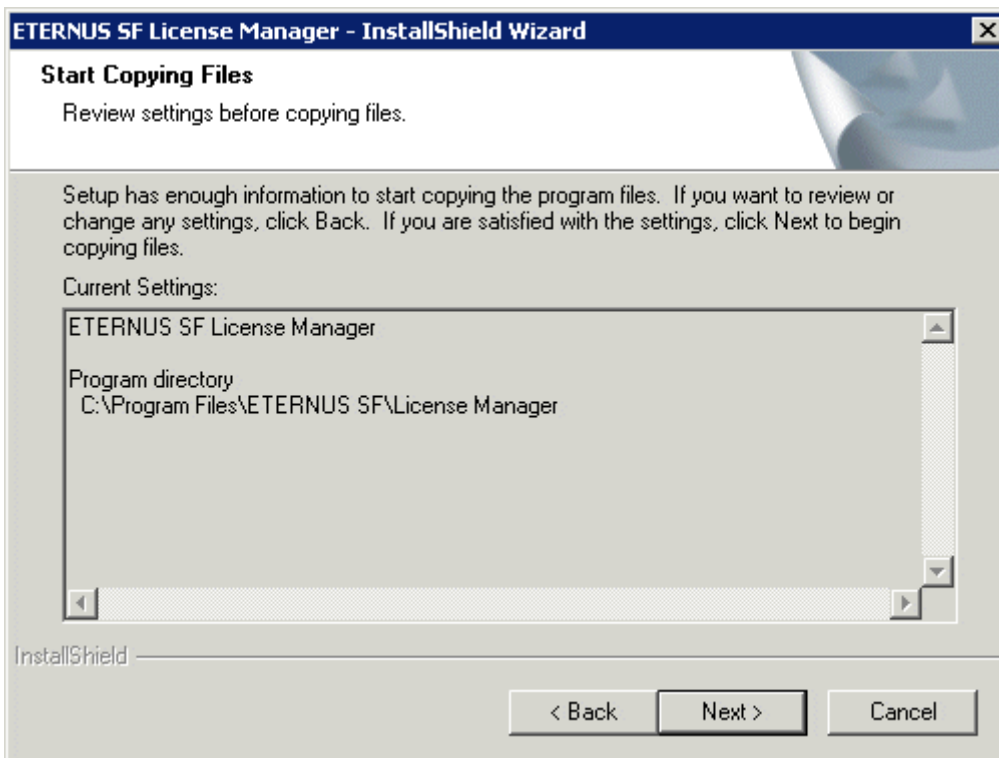 ETERNUS SF License Manager - InstallShield Wizard
Start Copying Files
Review settings before copying files.
Setup has enough information to start copying the program files.  If you want to review or
change any settings, click Back.  If you are satisfied with the settings, click Next to begin
copying files.
Current Settings:
ETERNUS SF License Manager
Program directory
C:\Program Files\ETERNUS SF\License Manager
InstallShield
< Back
Next >
Cancel